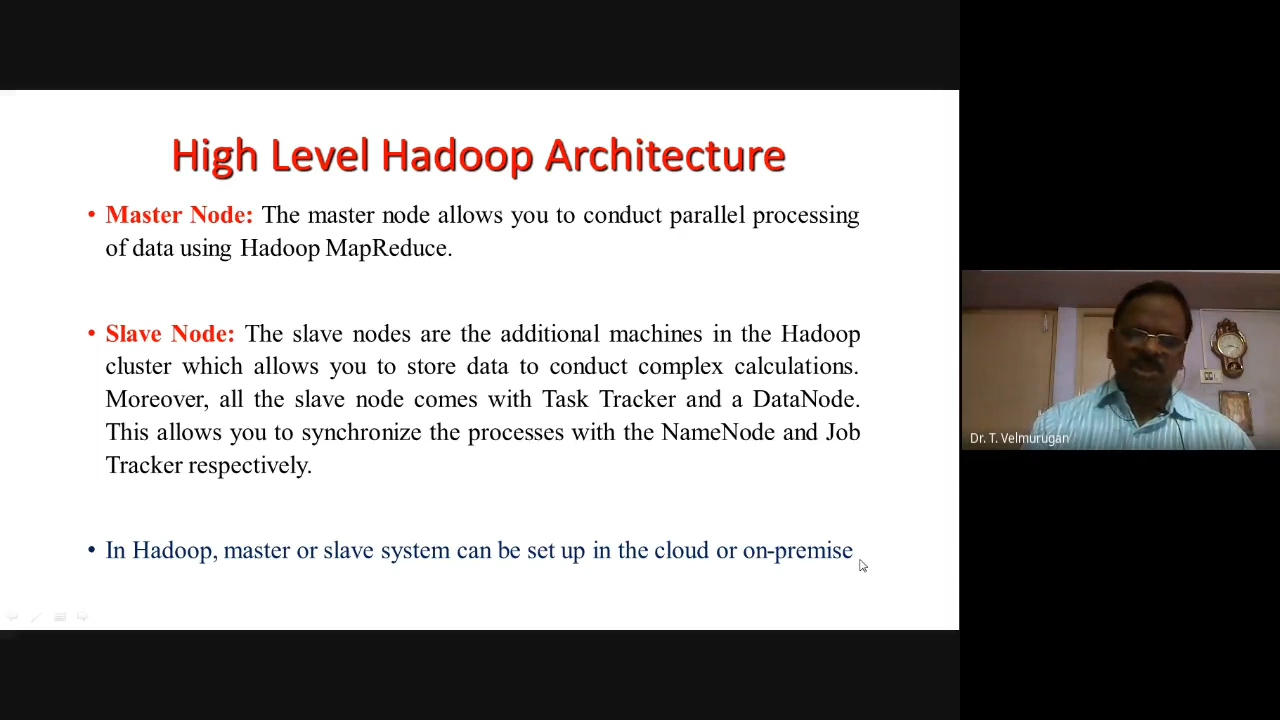 High Level Hadoop Architecture
• Master Node: The master node allows you to conduct parallel processing
of data using Hadoop MapReduce.
• Slave Node: The slave nodes are the additional machines in the Hadoop
cluster which allows you to store data to conduct complex calculations.
Moreover, all the slave node comes with Task Tracker and a DataNode.
This allows you to synchronize the processes with the NameNode and Job
Tracker respectively.
• In Hadoop, master or slave system can be set up in the cloud or on-premise
Dr. T. Velmurugan